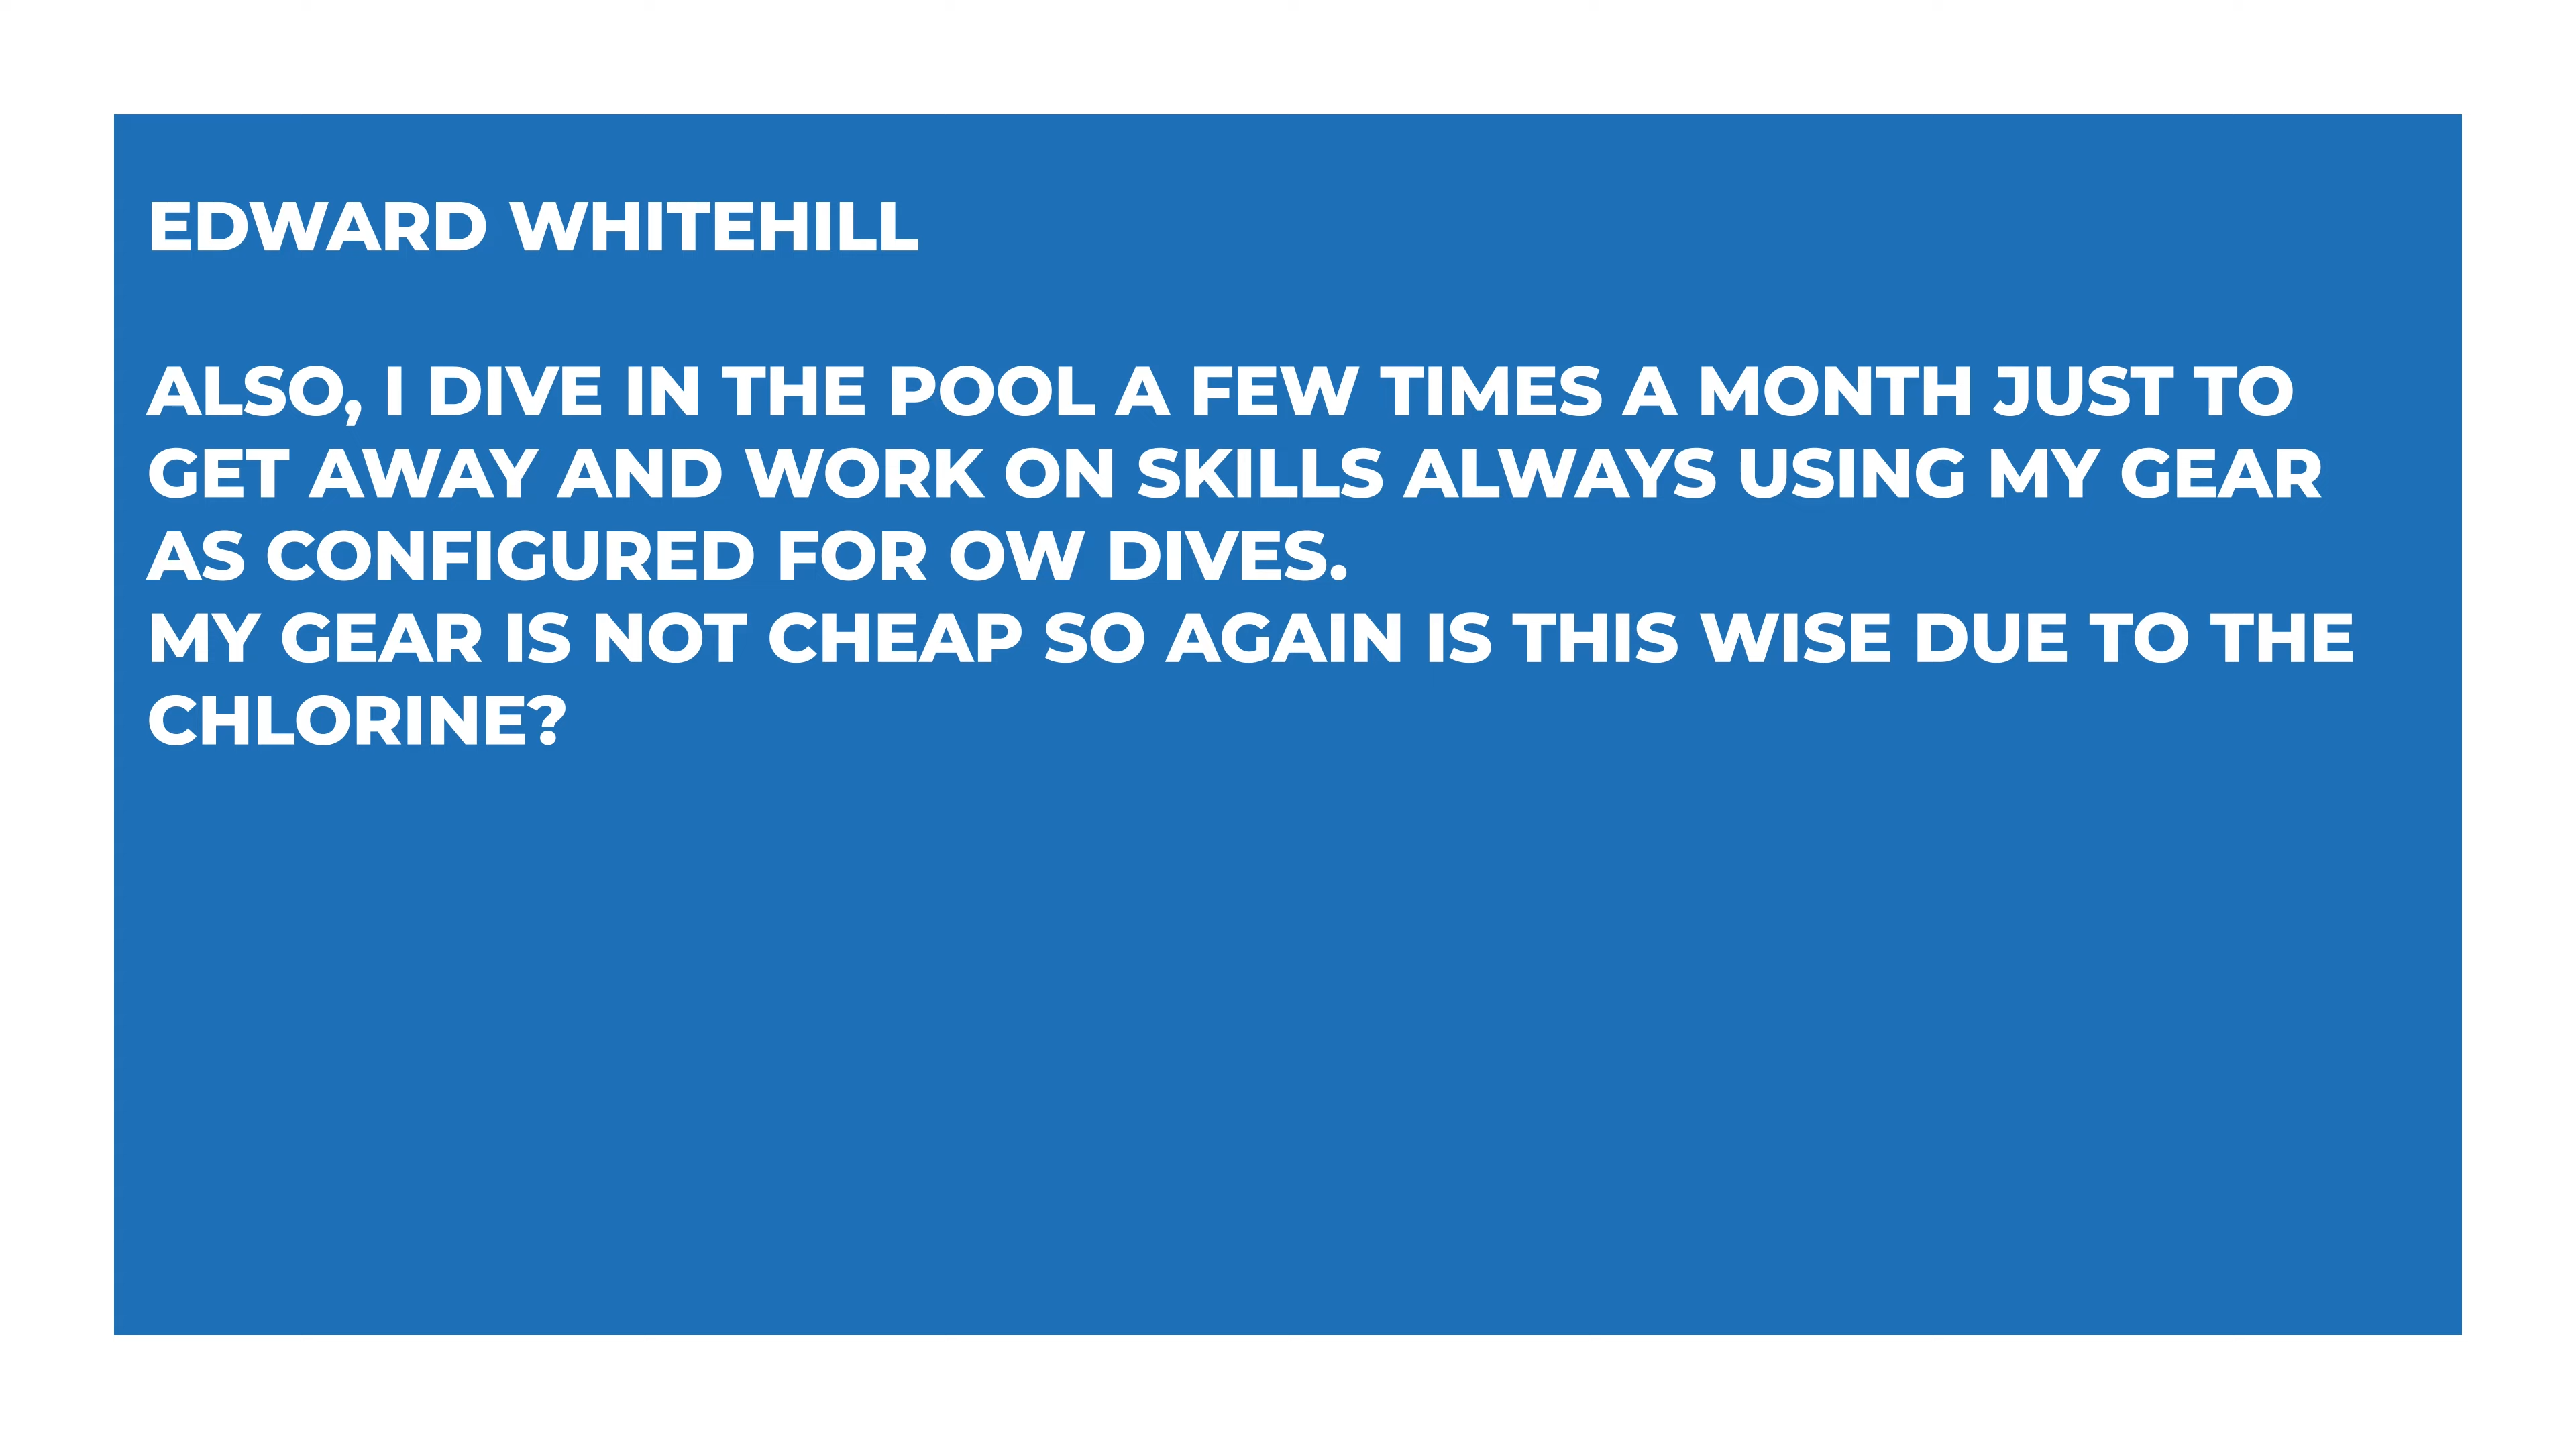 EDWARD WHITEHILL
ALSO, I DIVE IN THE POOL A FEW TIMES A MONTH JUST TO
GET AWAY AND WORK ON SKILLS ALWAYS USING MY GEAR
AS CONFIGURED FOR OW DIVES.
MY GEAR IS NOT CHEAP SO AGAIN IS THIS WISE DUE TO THE
CHLORINE?